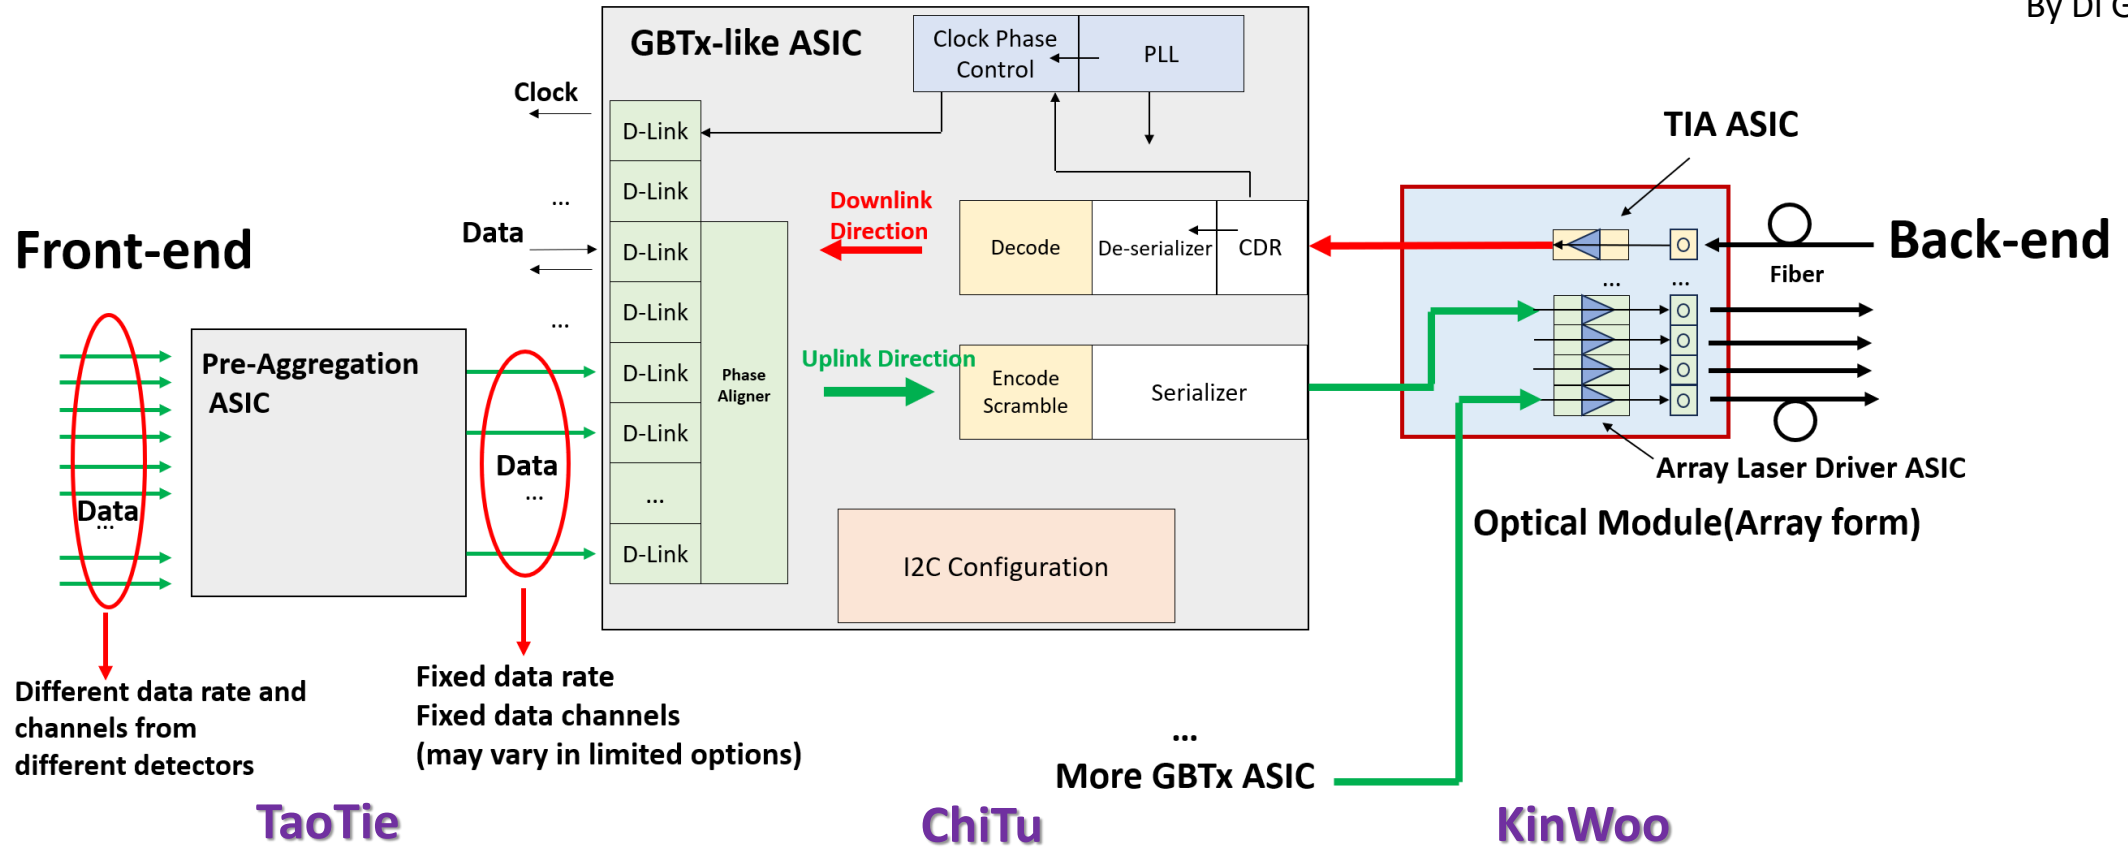 By Di G
GBTx-like ASIC
Clock Phase
Control
PLL
Clock
D-Link
D-Link
...
Data
D-Link
...
D-Link
D-Link
D-Link
...
D-Link
Phase
Aligner
Downlink
Direction
Decode
De-serializer
CDR
Uplink Direction
Encode
Scramble
Serializer
I2C Configuration
TIA ASIC
...
...
O
O
O
O
O
Fiber
Back-end
Array Laser Driver ASIC
Optical Module(Array form)
Front-end
Data
...
Pre-Aggregation
ASIC
Data
...
Different data rate and
channels from
different detectors
Fixed data rate
Fixed data channels
(may vary in limited options)
...
More GBTx ASIC
TaoTie
ChiTu
KinWoo